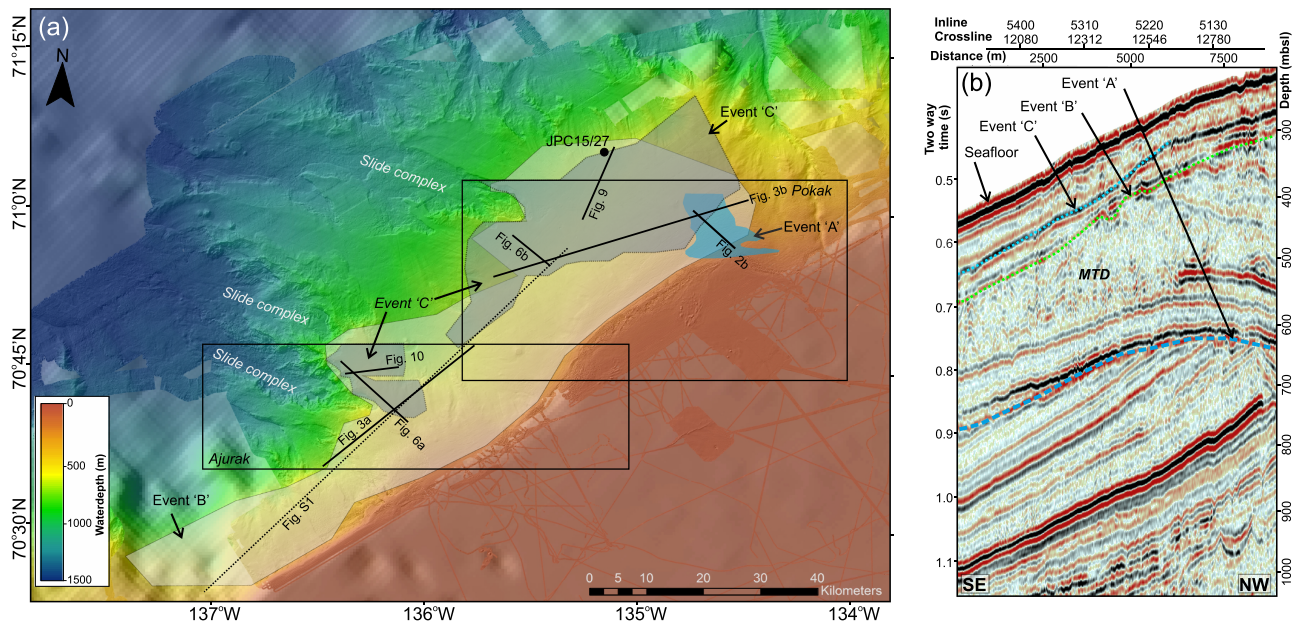 (a)
N
71°15'N
71°0'N
70°45'N
70°30'N
Event ‘C’
JPC15/27
Slide complex
Fig. 9
Fig. 3b
Pokak
Event ‘A’
Fig. 6b
Fig. 2b
Slide complex
Event ‘C’
Slide complex
Fig. 10
Fig. 3a
Fig. 6a
Ajurak
Event ‘B’
Fig. S1
0
-500
-1000
-1500
Waterdepth (m)
0 5 10 20 30 40
Kilometers
137°W 136°W 135°W 134°W
Inline 5400 5310 5220 5130
Crossline 12080 12312 12546 12780
Distance (m) 2500 5000 7500
(b)
Event ‘A’
Event ‘B’
Event ‘C’
Seafloor
Two way
time (s)
Depth (mbsl)
0.5
0.6
0.7
0.8
0.9
1.0
1.1
300
400
500
600
700
800
900
1000
MTD
SE NW